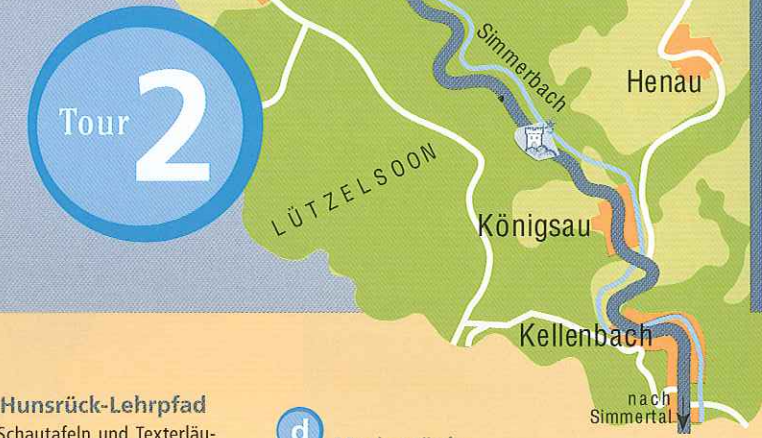 Simmerbach
Henau
Tour 2
LÜTZELSOON
Königsau
Kellenbach
nach
Simmertal
Hunsrück-Lehrpfad
Schautafeln und Texterläu-
d